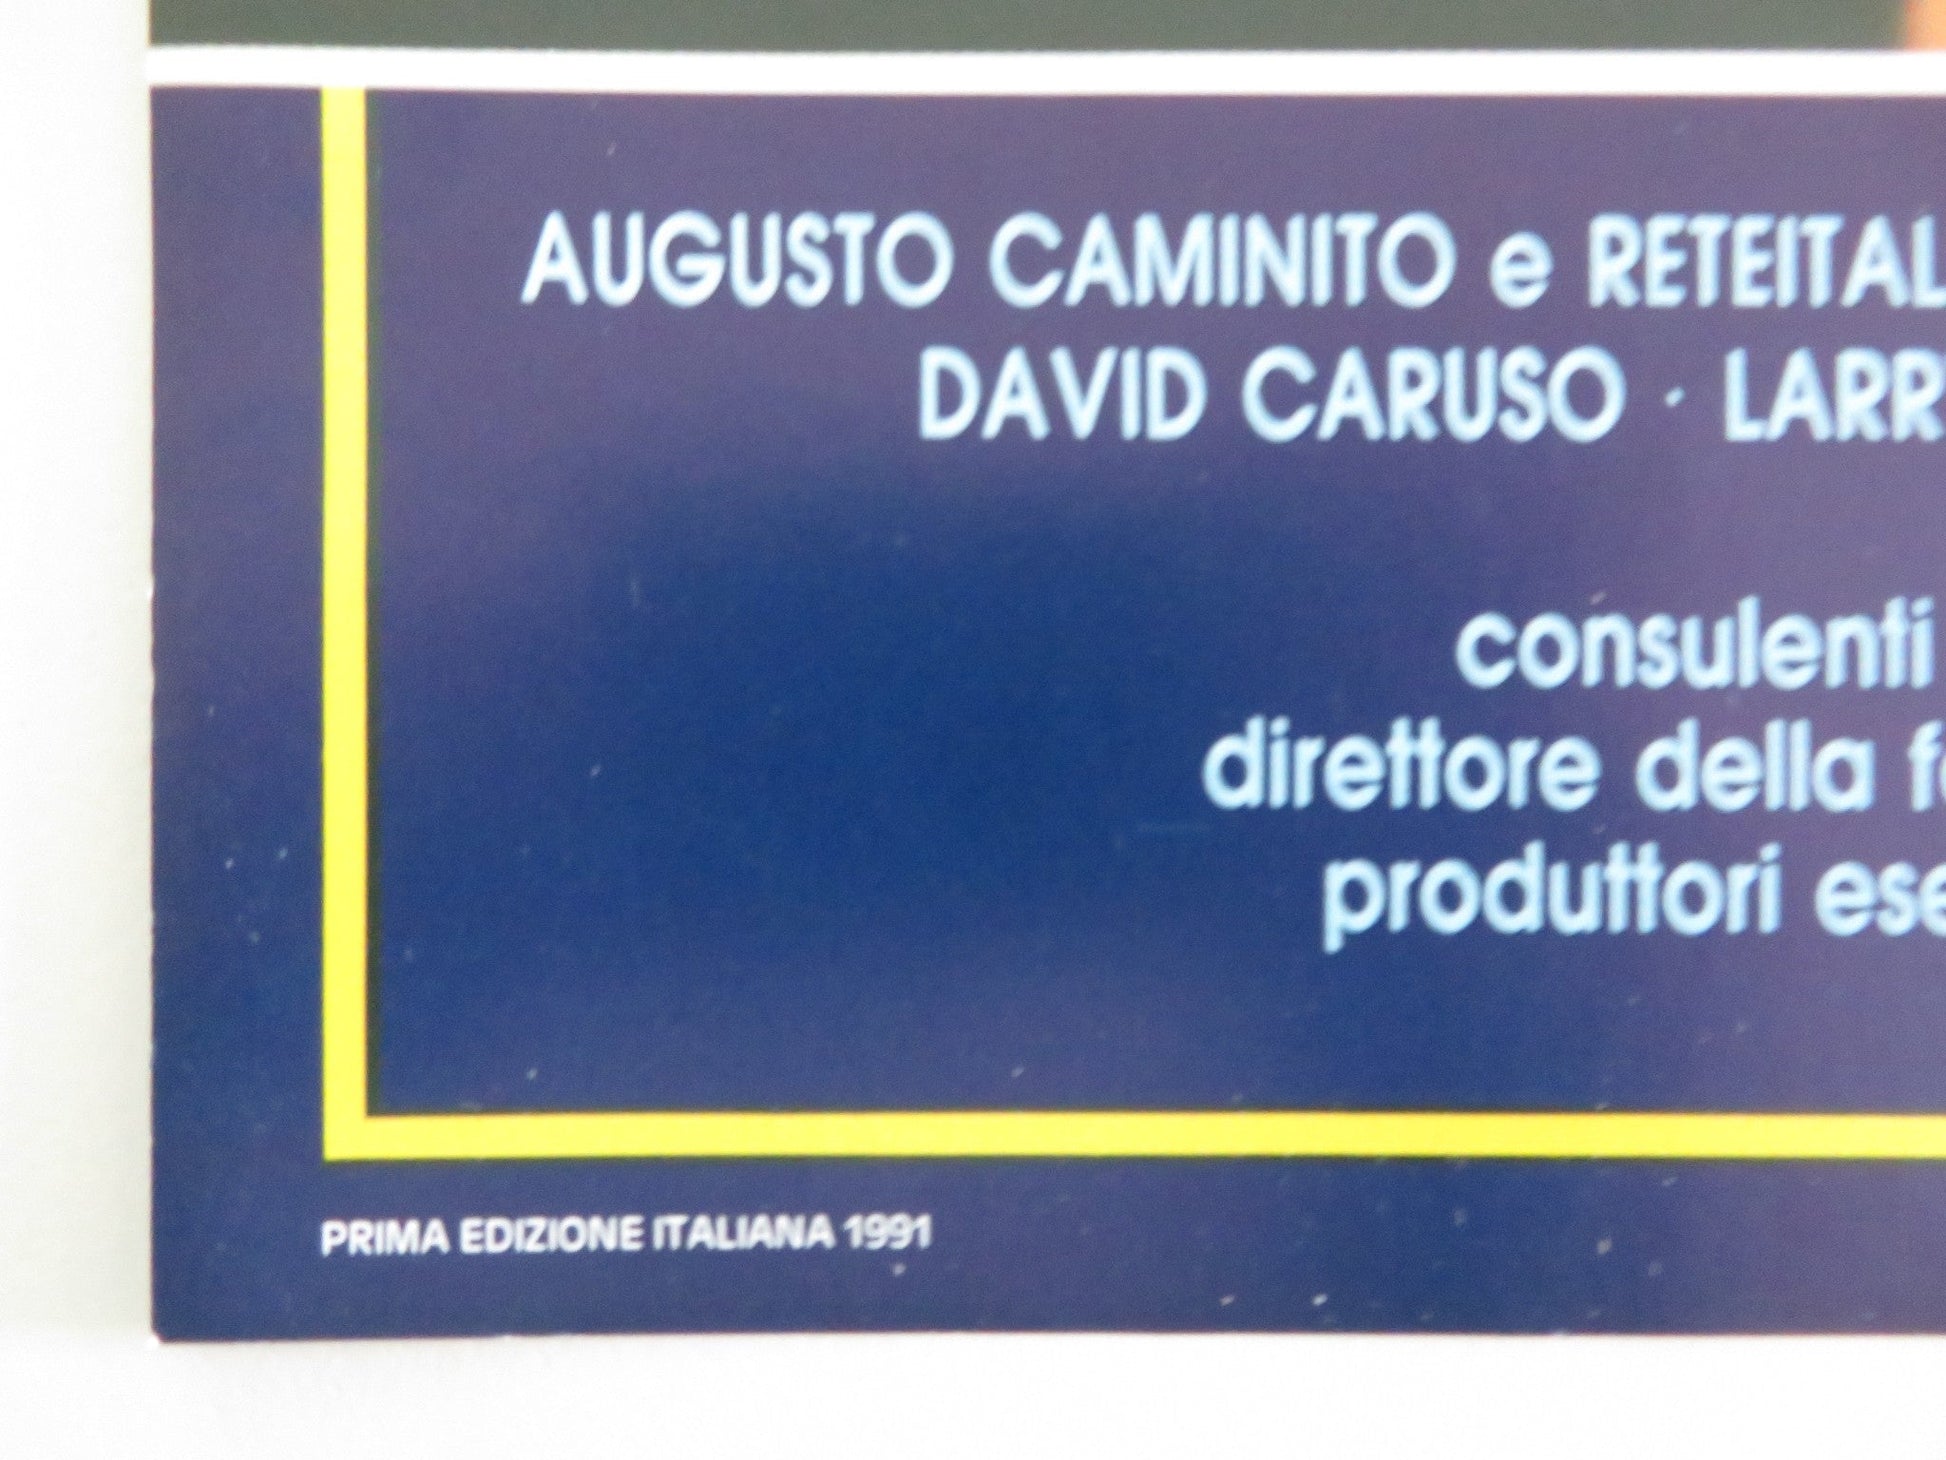 AUGUSTO CAMINITO e RETEITAL
DAVID CARUSO · LARR
consulenti
direttore della f
produttori ese
PRIMA EDIZIONE ITALIANA 1991